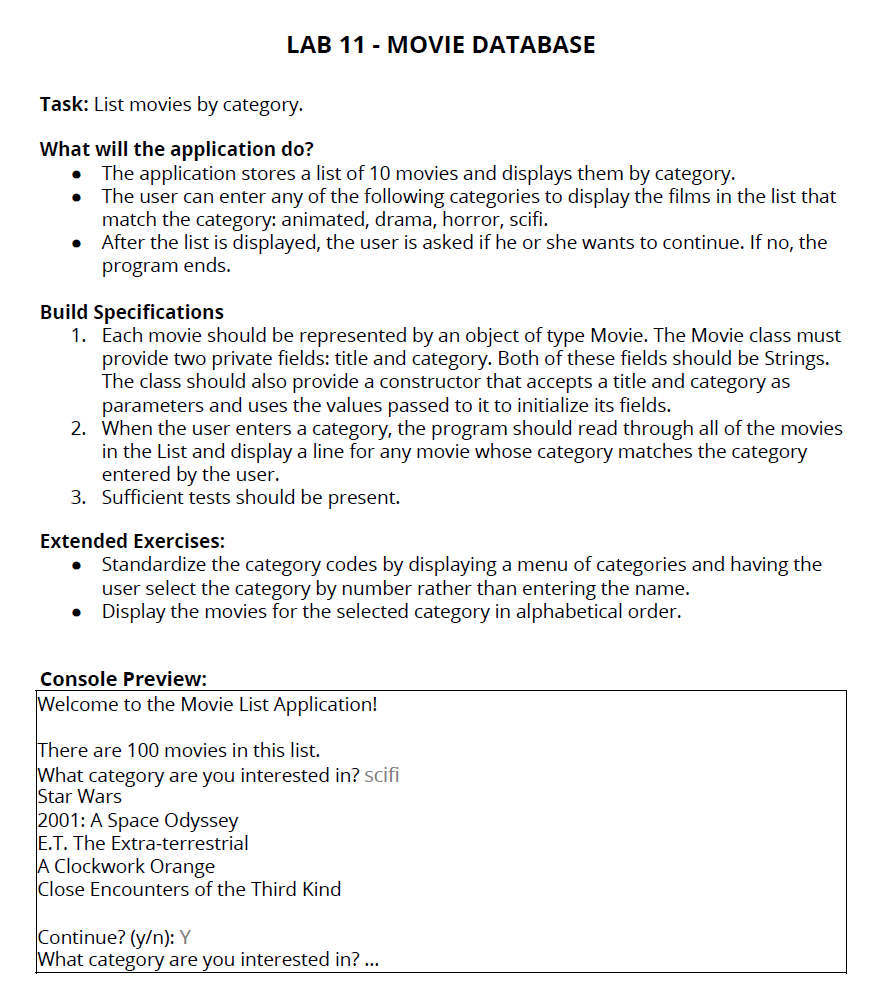 LAB 11 - MOVIE DATABASE
Task: List movies by category.
What will the application do?
● The application stores a list of 10 movies and displays them by category.
● The user can enter any of the following categories to display the films in the list that
match the category: animated, drama, horror, scifi.
● After the list is displayed, the user is asked if he or she wants to continue. If no, the
program ends.
Build Specifications
1. Each movie should be represented by an object of type Movie. The Movie class must
provide two private fields: title and category. Both of these fields should be Strings.
The class should also provide a constructor that accepts a title and category as
parameters and uses the values passed to it to initialize its fields.
2. When the user enters a category, the program should read through all of the movies
in the List and display a line for any movie whose category matches the category
entered by the user.
3. Sufficient tests should be present.
Extended Exercises:
● Standardize the category codes by displaying a menu of categories and having the
user select the category by number rather than entering the name.
● Display the movies for the selected category in alphabetical order.
Console Preview:
Welcome to the Movie List Application!
There are 100 movies in this list.
What category are you interested in? scifi
Star Wars
2001: A Space Odyssey
E.T. The Extra-terrestrial
A Clockwork Orange
Close Encounters of the Third Kind
Continue? (y/n): Y
What category are you interested in? ...